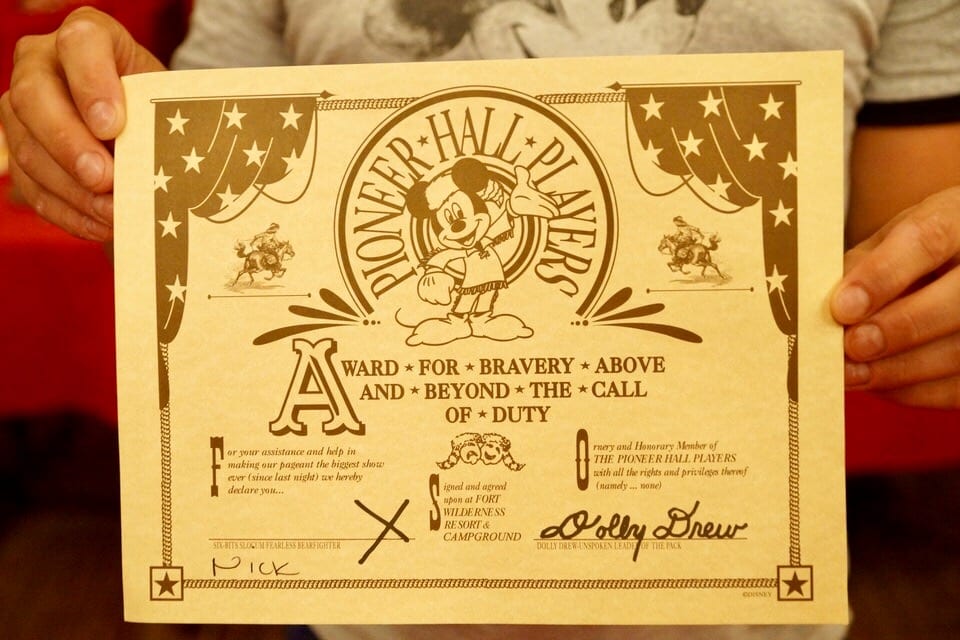 PIONEER ★ HALL ★ PLAYERS
AWARD ★ FOR ★ BRAVERY ★ ABOVE
AND ★ BEYOND ★ THE ★ CALL
OF ★ DUTY
For your assistance and help in
making our pageant the biggest show
ever (since last night) we hereby
declare you...
Signed and agreed
upon at FORT
WILDERNESS
RESORT &
CAMPGROUND
Ornery and Honorary Member of
THE PIONEER HALL PLAYERS
with all the rights and privileges thereof
(namely ... none)
X
SIX-BITS SLOCUM FEARLESS BEARFIGHTER
Nick
Dolly Drew
DOLLY DREW-UNSPOKEN LEADER OF THE PACK
©DISNEY